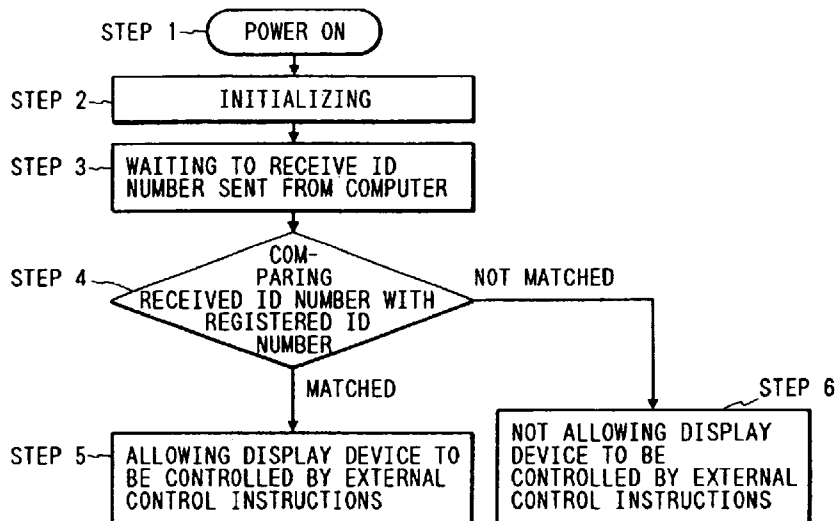 STEP 1
POWER ON
STEP 2
INITIALIZING
STEP 3
WAITING TO RECEIVE ID
NUMBER SENT FROM COMPUTER
STEP 4
COM-
PARING
RECEIVED ID NUMBER WITH
REGISTERED ID
NUMBER
NOT MATCHED
MATCHED
STEP 5
ALLOWING DISPLAY DEVICE TO
BE CONTROLLED BY EXTERNAL
CONTROL INSTRUCTIONS
STEP 6
NOT ALLOWING DISPLAY
DEVICE TO BE
CONTROLLED BY EXTERNAL
CONTROL INSTRUCTIONS